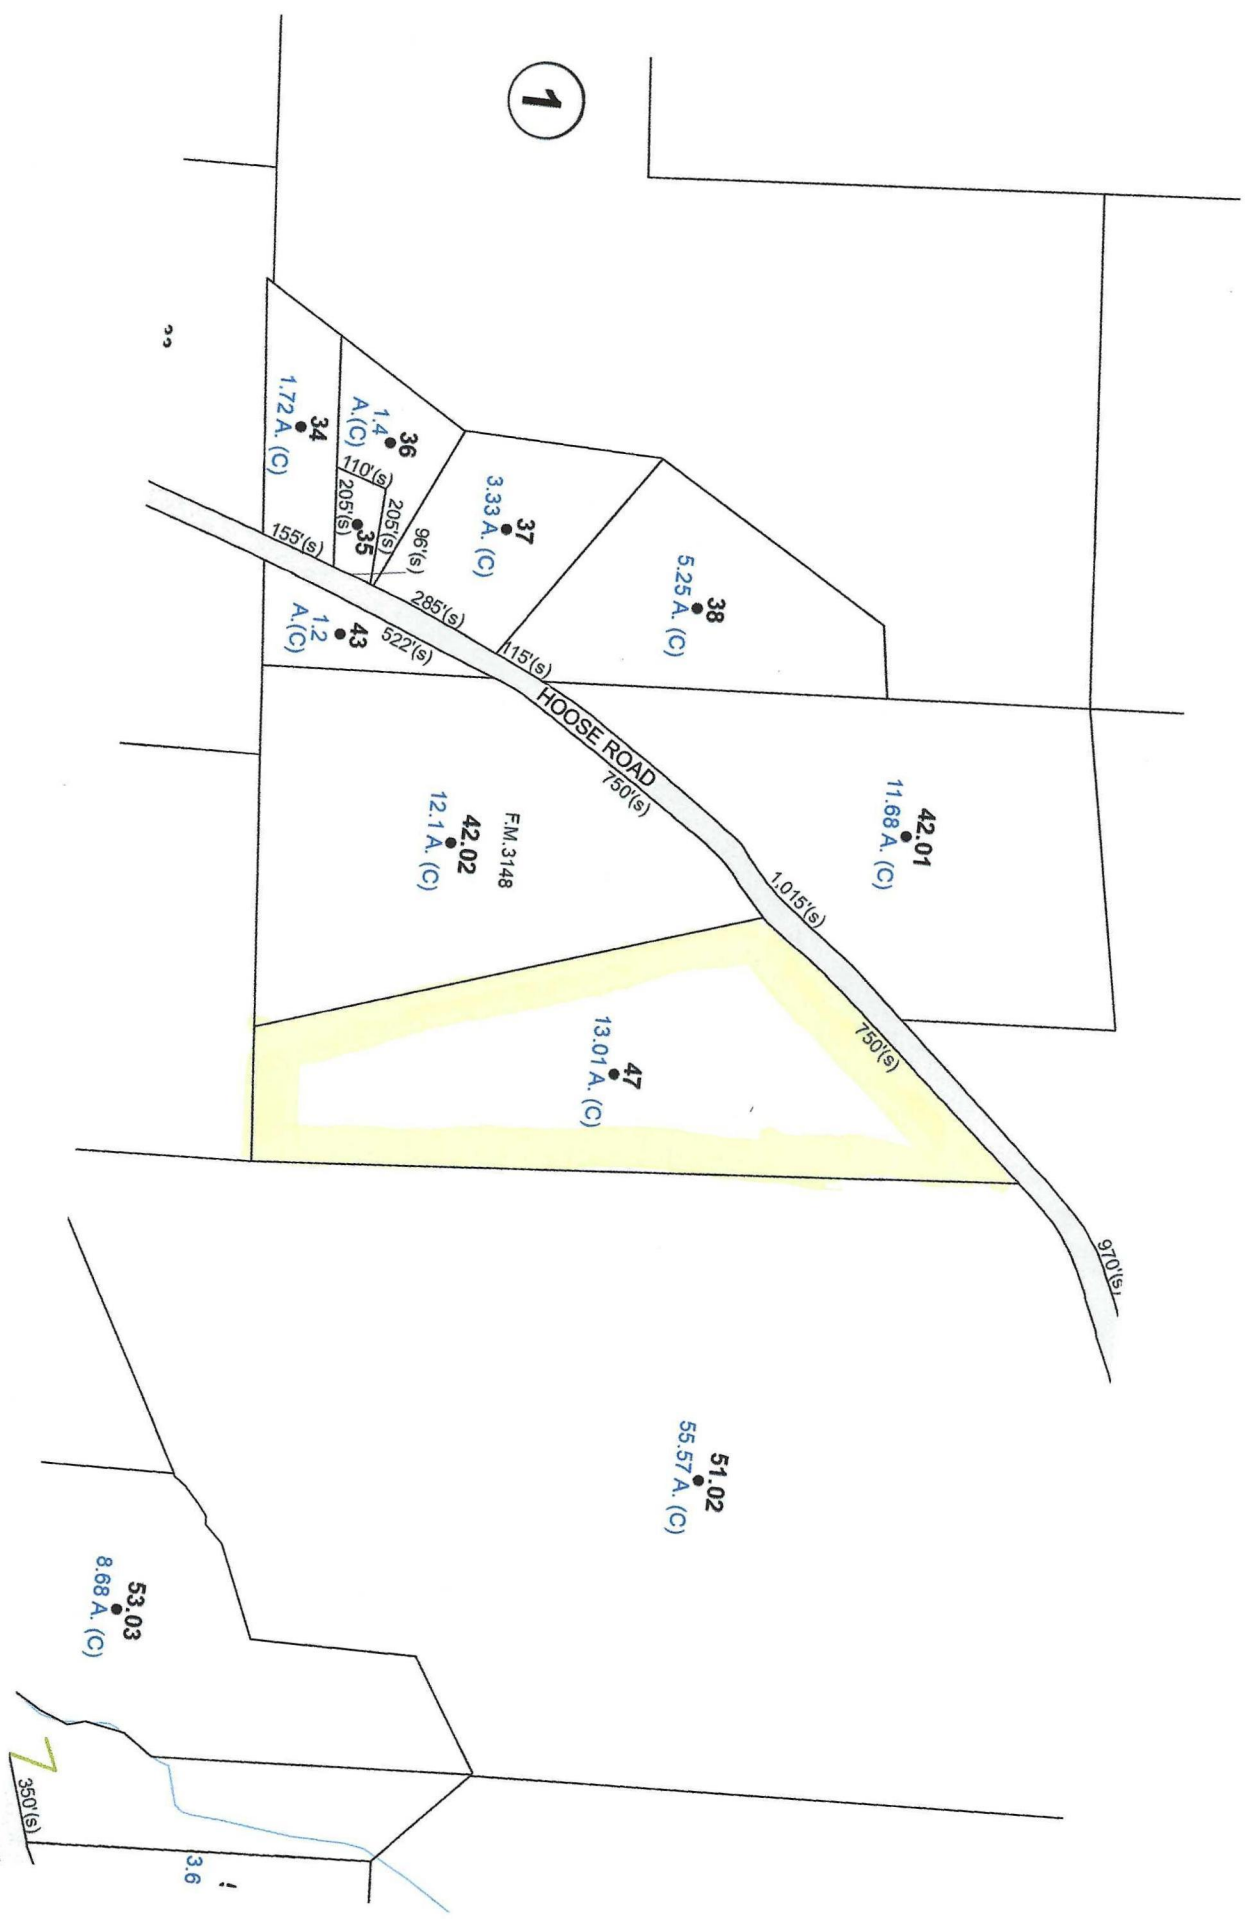 1
34
1.72 A. (C)
36
1.4
A.(C)
110'(s)
205'(s)
35
205'(s)
96'(s)
155'(s)
37
3.33 A. (C)
285'(s)
38
5.25 A. (C)
115'(s)
43
1.2
A.(C)
522'(s)
HOOSE ROAD
750'(s)
42.01
11.68 A. (C)
1,015'(s)
F.M.3148
42.02
12.1 A. (C)
47
13.01 A. (C)
750'(s)
970'(s)
51.02
55.57 A. (C)
53.03
8.68 A. (C)
350'(s)
3.6